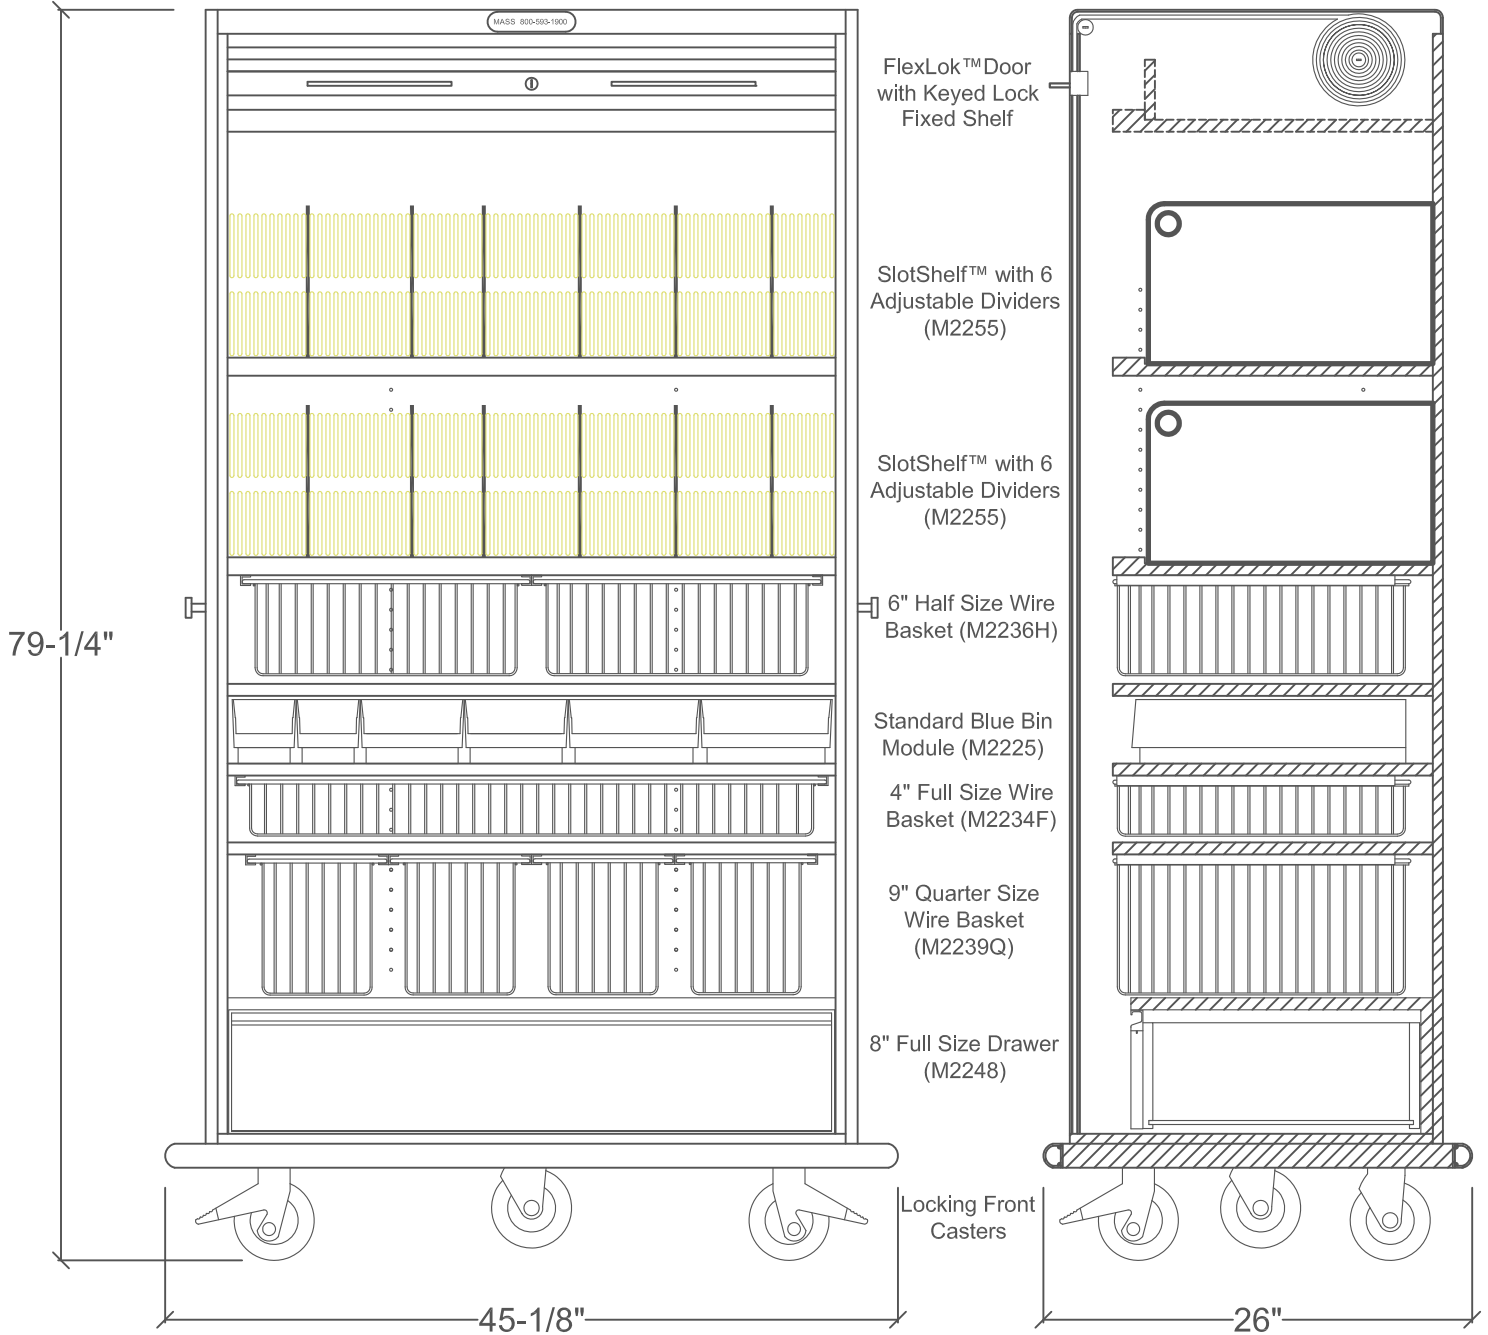 MASS 800-593-1900
FlexLok™Door
with Keyed Lock
Fixed Shelf
SlotShelf™ with 6
Adjustable Dividers
(M2255)
SlotShelf™ with 6
Adjustable Dividers
(M2255)
6" Half Size Wire
Basket (M2236H)
79-1/4"
Standard Blue Bin
Module (M2225)
4" Full Size Wire
Basket (M2234F)
9" Quarter Size
Wire Basket
(M2239Q)
8" Full Size Drawer
(M2248)
Locking Front
Casters
45-1/8"
26"